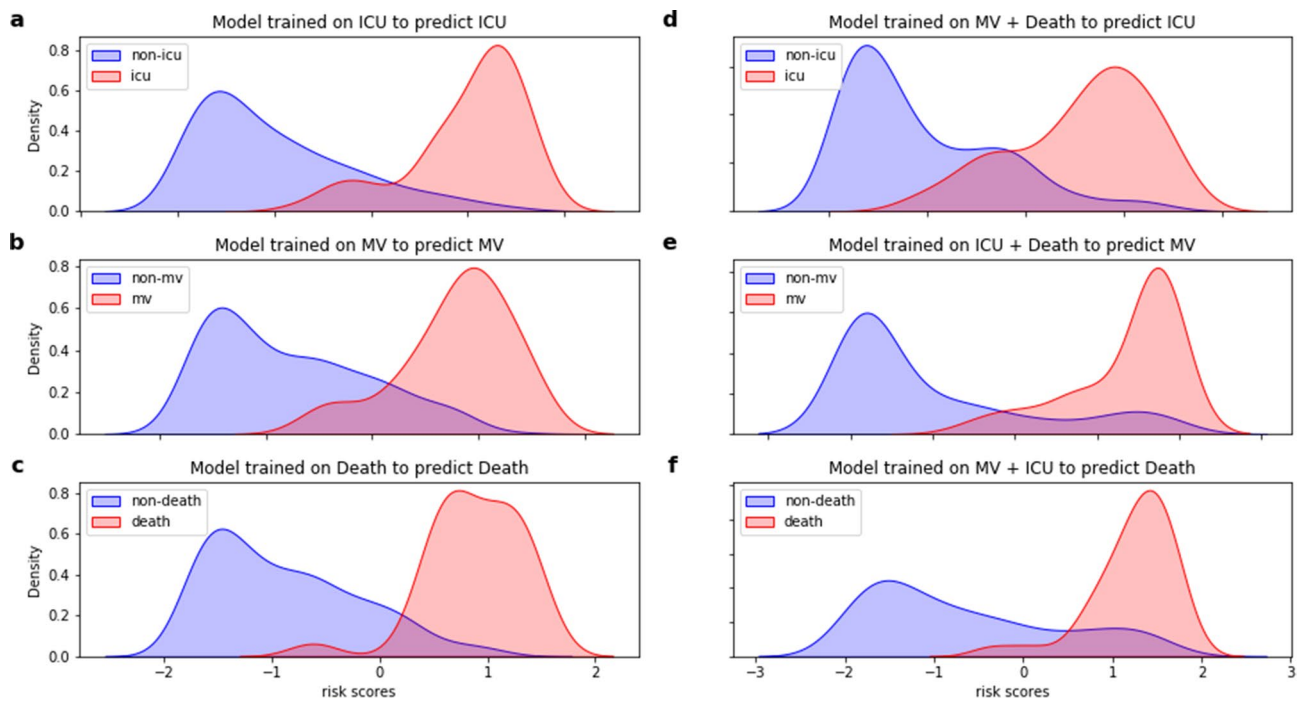 a
Model trained on ICU to predict ICU
non-icu
icu
0.8
0.6
0.4
0.2
0.0
Density
b
Model trained on MV to predict MV
non-mv
mv
0.8
0.6
0.4
0.2
0.0
Density
c
Model trained on Death to predict Death
non-death
death
0.8
0.6
0.4
0.2
0.0
Density
−2 −1 0 1 2
risk scores
d
Model trained on MV + Death to predict ICU
non-icu
icu
e
Model trained on ICU + Death to predict MV
non-mv
mv
f
Model trained on MV + ICU to predict Death
non-death
death
−3 −2 −1 0 1 2 3
risk scores